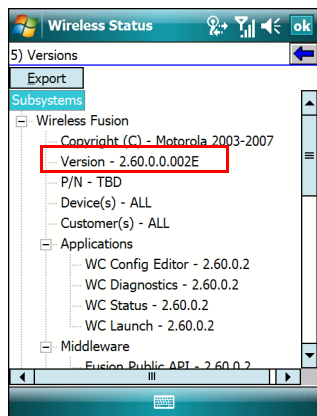 Wireless Status
ok
5) Versions
Export
Subsystems
Wireless Fusion
Copyright (C) - Motorola 2003-2007
Version - 2.60.0.0.002E
P/N - TBD
Device(s) - ALL
Customer(s) - ALL
Applications
WC Config Editor - 2.60.0.2
WC Diagnostics - 2.60.0.2
WC Status - 2.60.0.2
WC Launch - 2.60.0.2
Middleware
Fusion Public API - 2.60.0.2